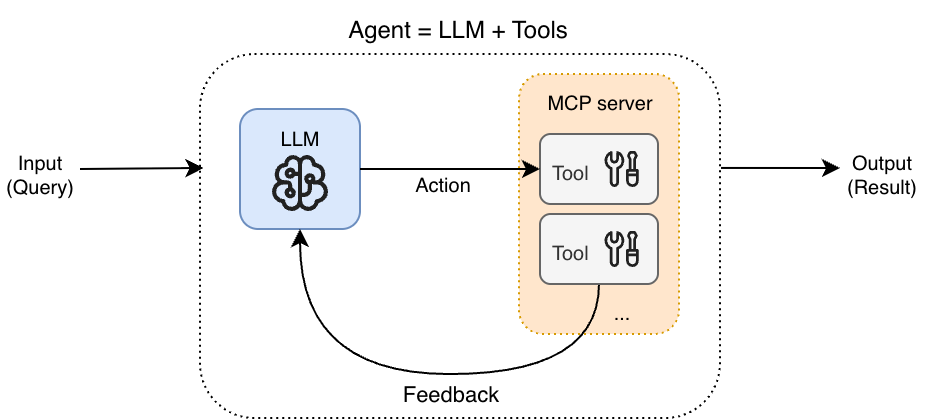 Agent = LLM + Tools
MCP server
LLM
Input
(Query)
Action
Tool
Tool
...
Output
(Result)
Feedback